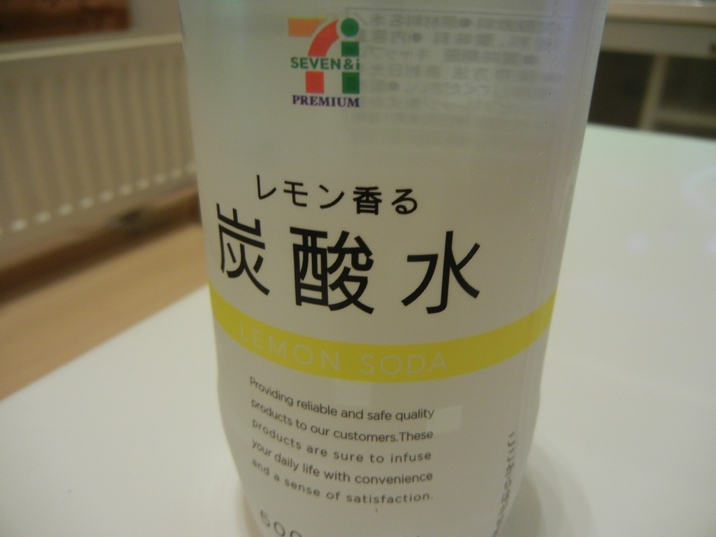 SEVEN&i
PREMIUM
レモン香る
炭酸水
LEMON SODA
Providing reliable and safe quality
products to our customers.These
products are sure to infuse
your daily life with convenience
and a sense of satisfaction.